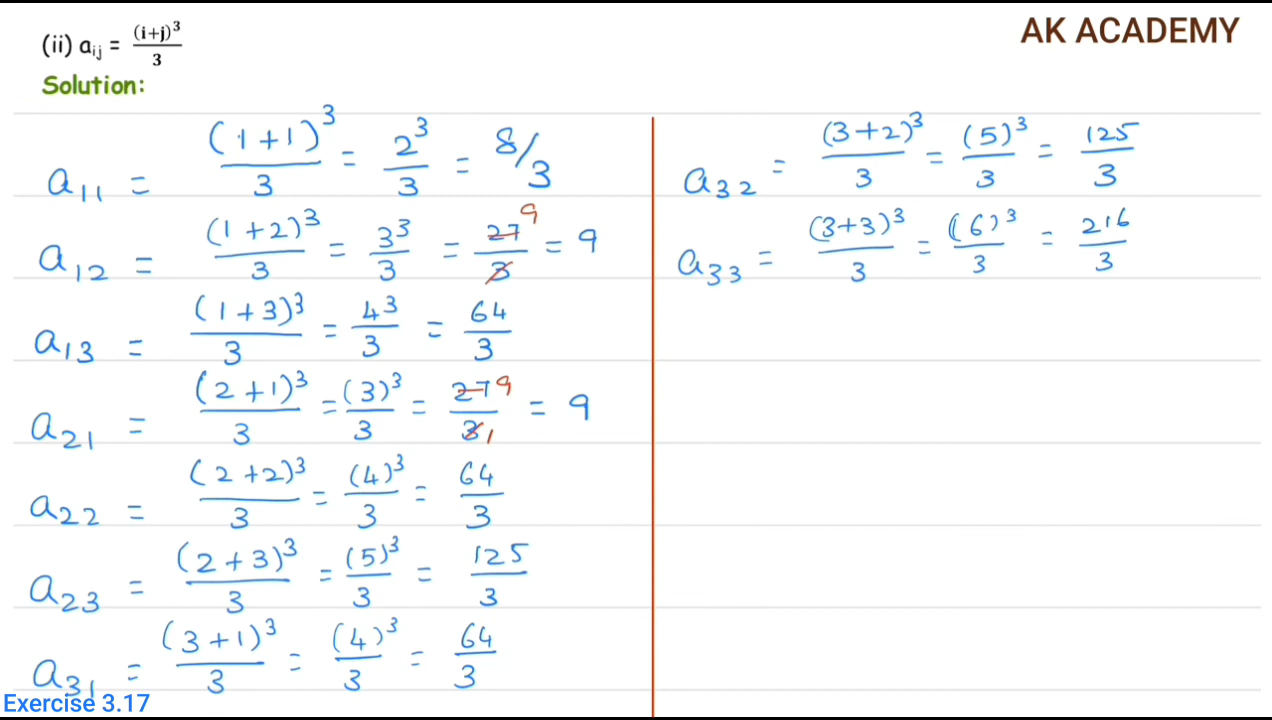 (ii) aᵢⱼ = (i+j)³/3
AK ACADEMY
Solution:
a₁₁ = (1+1)³/3 = 2³/3 = 8/3
a₁₂ = (1+2)³/3 = 3³/3 = 27/3 9 = 9
a₁₃ = (1+3)³/3 = 4³/3 = 64/3
a₂₁ = (2+1)³/3 = (3)³/3 = 27/3 9 1 = 9
a₂₂ = (2+2)³/3 = (4)³/3 = 64/3
a₂₃ = (2+3)³/3 = (5)³/3 = 125/3
a₃₁ = (3+1)³/3 = (4)³/3 = 64/3
a₃₂ = (3+2)³/3 = (5)³/3 = 125/3
a₃₃ = (3+3)³/3 = (6)³/3 = 216/3
Exercise 3.17